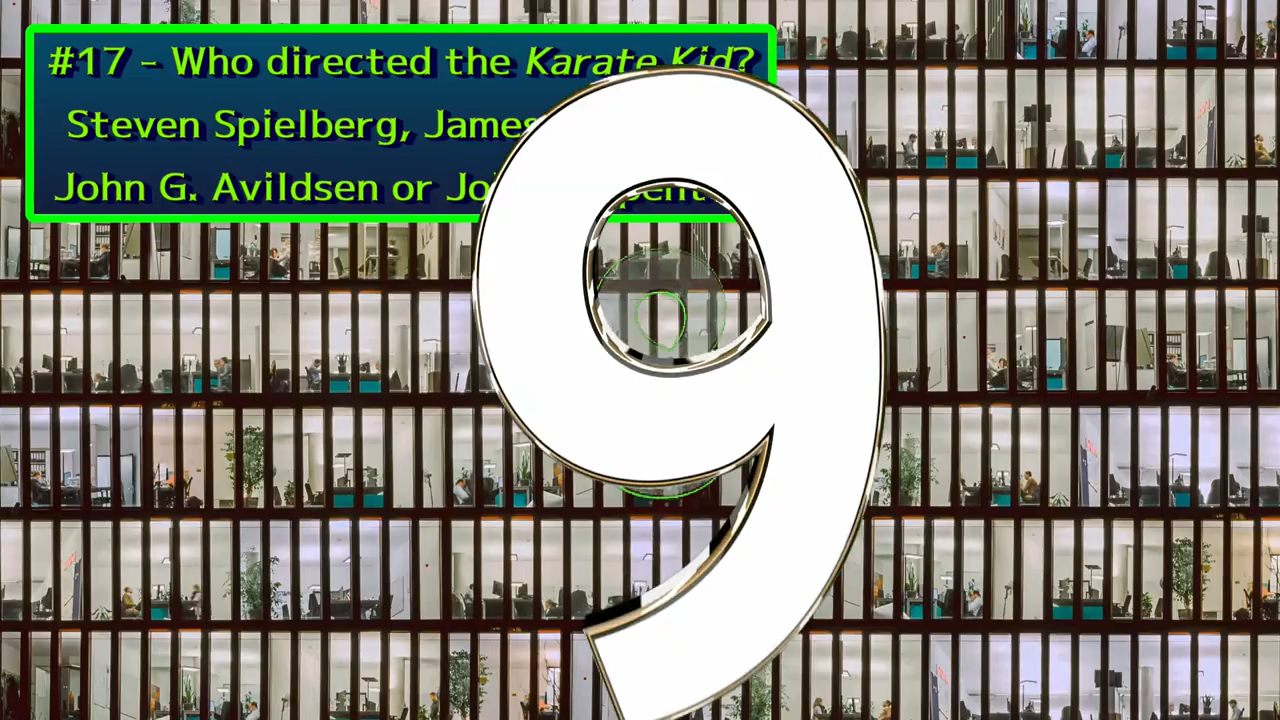 #17 - Who directed the Karate Kid?
Steven Spielberg, James
John G. Avildsen or
9